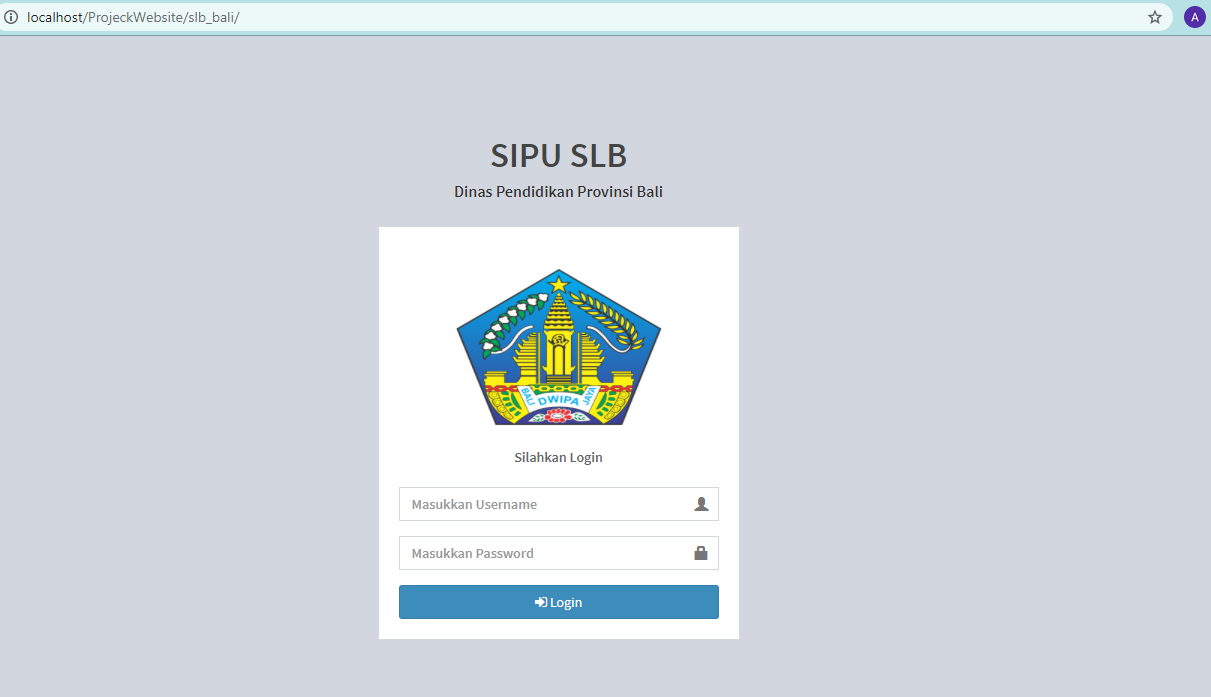 localhost/ProjeckWebsite/slb_bali/
A
SIPU SLB
Dinas Pendidikan Provinsi Bali
BALI DWIPA JAYA
Silahkan Login
Masukkan Username
Masukkan Password
Login